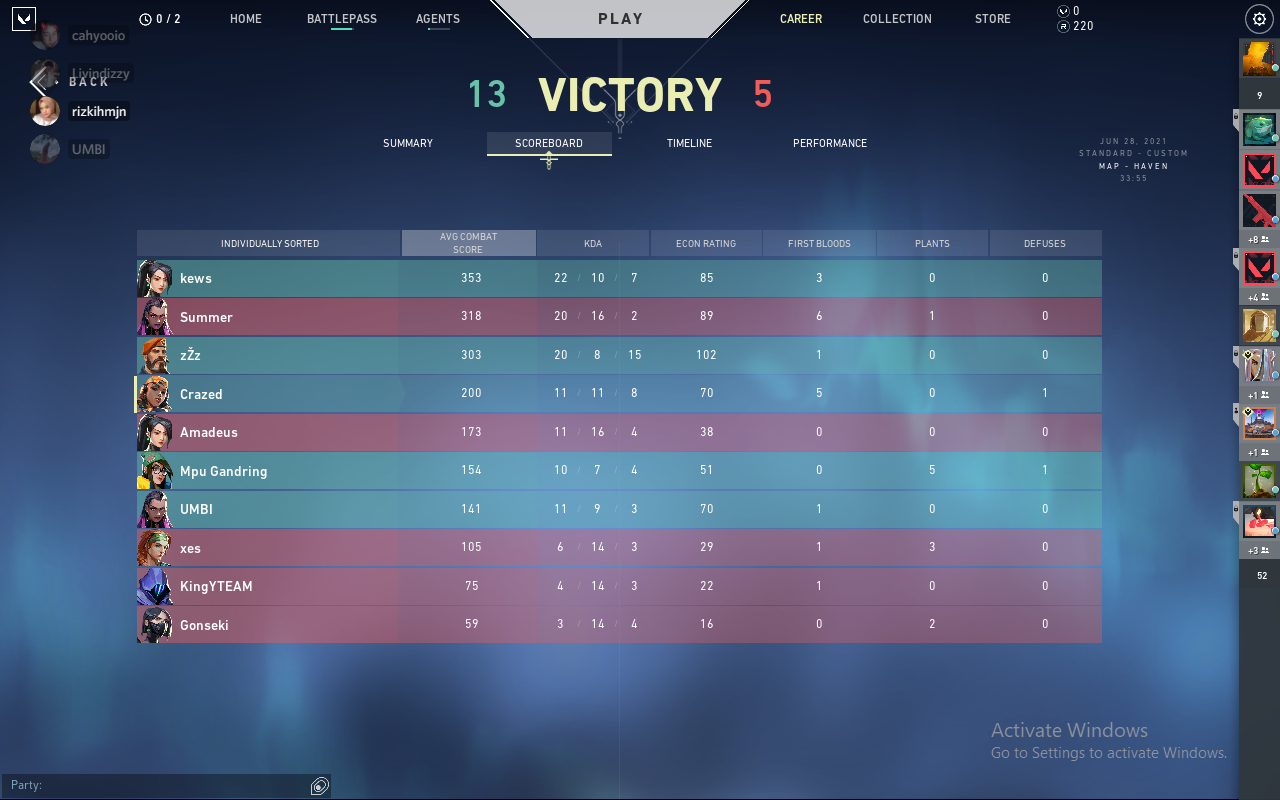 0 / 2 HOME BATTLEPASS AGENTS PLAY CAREER COLLECTION STORE 0
220
cahyooio
Livindizzy
BACK
rizkihmjn
UMBI
13 VICTORY 5
SUMMARY SCOREBOARD TIMELINE PERFORMANCE
JUN 28, 2021
STANDARD - CUSTOM
MAP - HAVEN
33:55
INDIVIDUALLY SORTED AVG COMBAT SCORE KDA ECON RATING FIRST BLOODS PLANTS DEFUSES
kews 353 22 / 10 / 7 85 3 0 0
Summer 318 20 / 16 / 2 89 6 1 0
zŽz 303 20 / 8 / 15 102 1 0 0
Crazed 200 11 / 11 / 8 70 5 0 1
Amadeus 173 11 / 16 / 4 38 0 0 0
Mpu Gandring 154 10 / 7 / 4 51 0 5 1
UMBI 141 11 / 9 / 3 70 1 0 0
xes 105 6 / 14 / 3 29 1 3 0
KingYTEAM 75 4 / 14 / 3 22 1 0 0
Gonseki 59 3 / 14 / 4 16 0 2 0
9
+8
+4
+1
+1
+3
52
Activate Windows
Go to Settings to activate Windows.
Party: